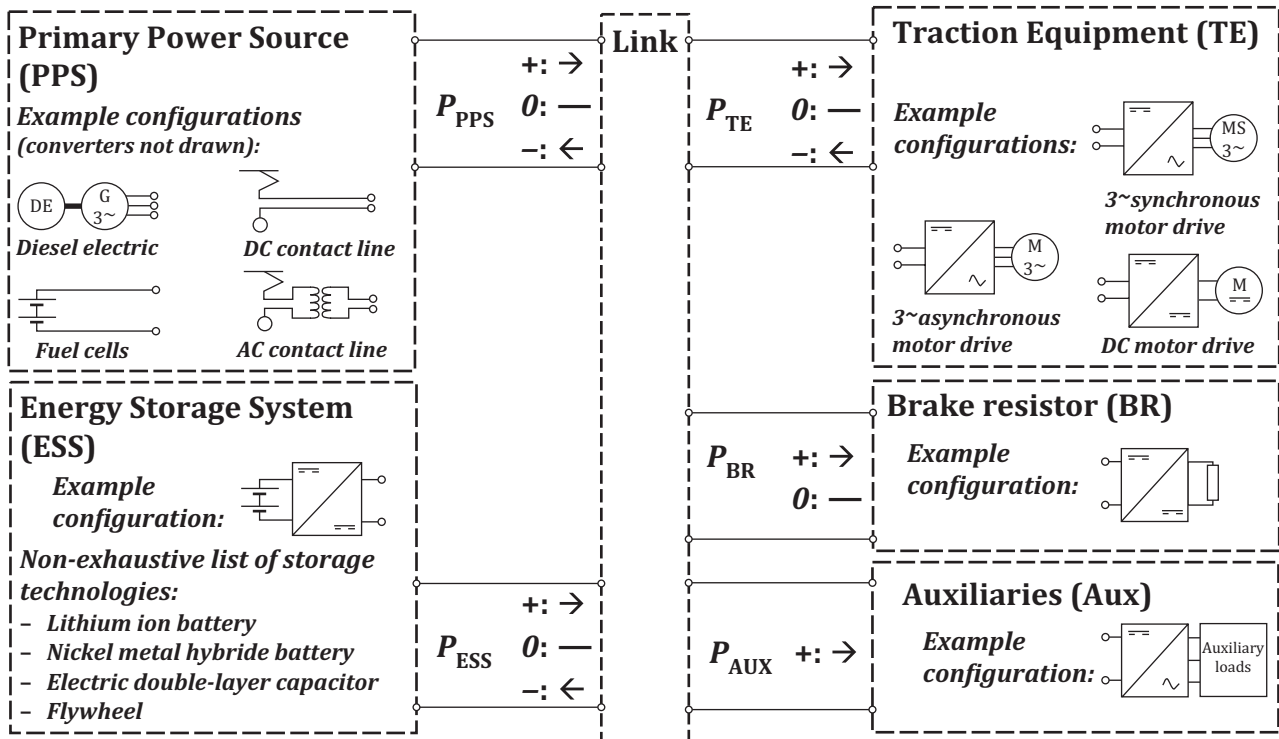 Primary Power Source
(PPS)
Example configurations
(converters not drawn):
DE
G
3~
Diesel electric
DC contact line
Fuel cells
AC contact line
P_PPS
+: →
0: —
–: ←
Link
P_TE
+: →
0: —
–: ←
Traction Equipment (TE)
Example
configurations:
MS
3~
3~synchronous
motor drive
M
3~
3~asynchronous
motor drive
M
DC motor drive
Energy Storage System
(ESS)
Example
configuration:
Non-exhaustive list of storage
technologies:
– Lithium ion battery
– Nickel metal hybride battery
– Electric double-layer capacitor
– Flywheel
P_ESS
+: →
0: —
–: ←
P_BR
+: →
0: —
Brake resistor (BR)
Example
configuration:
P_AUX +: →
Auxiliaries (Aux)
Example
configuration:
Auxiliary
loads